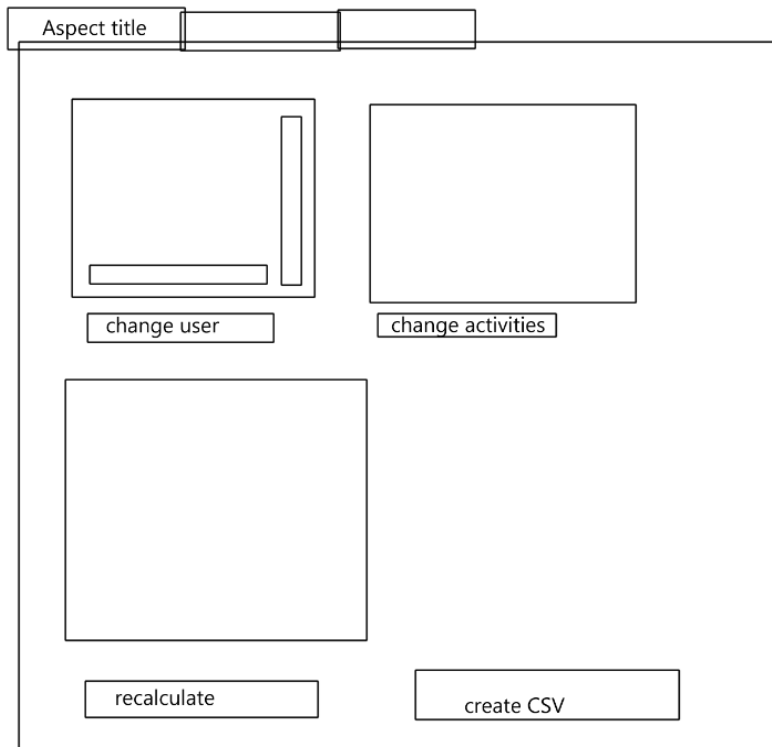 Aspect title
change user
change activities
recalculate
create CSV